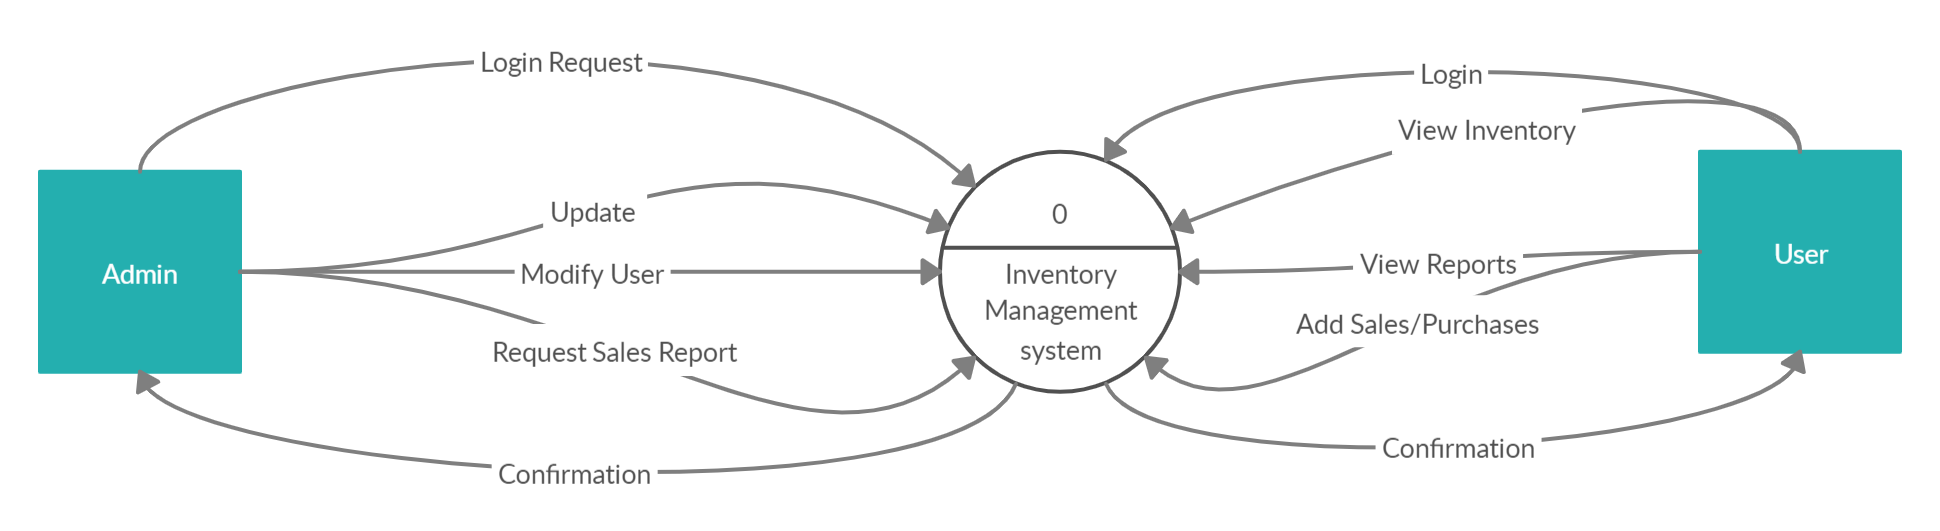 Login Request
Login
View Inventory
Update
0
Admin
Modify User
Inventory
Management
system
View Reports
User
Request Sales Report
Add Sales/Purchases
Confirmation
Confirmation